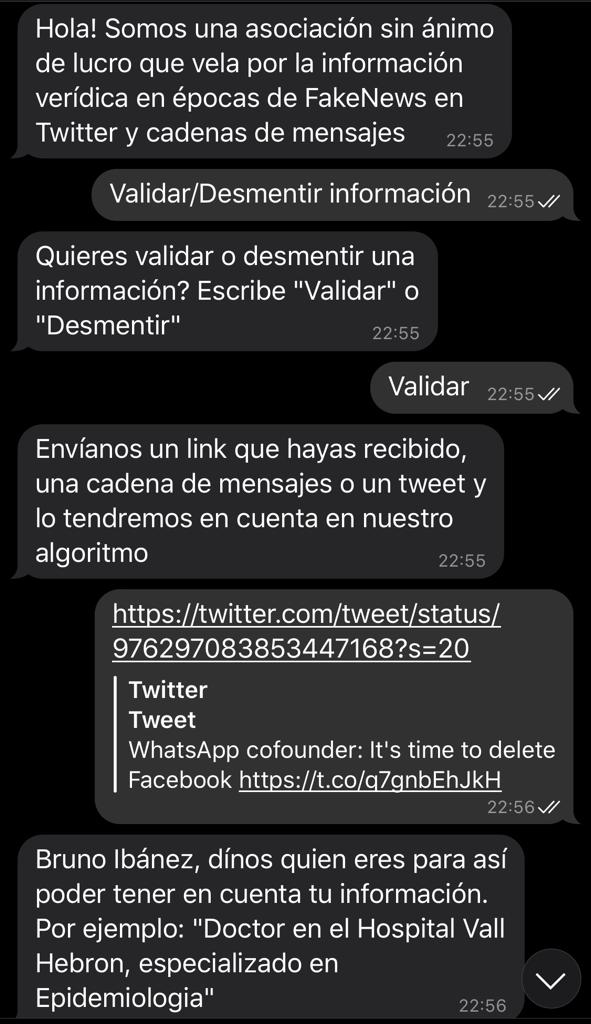 Hola! Somos una asociación sin ánimo
de lucro que vela por la información
verídica en épocas de FakeNews en
Twitter y cadenas de mensajes 22:55
Validar/Desmentir información 22:55
Quieres validar o desmentir una
información? Escribe "Validar" o
"Desmentir" 22:55
Validar 22:55
Envíanos un link que hayas recibido,
una cadena de mensajes o un tweet y
lo tendremos en cuenta en nuestro
algoritmo 22:55
https://twitter.com/tweet/status/
976297083853447168?s=20
Twitter
Tweet
WhatsApp cofounder: It's time to delete
Facebook https://t.co/q7gnbEhJkH
22:56
Bruno Ibánez, dínos quien eres para así
poder tener en cuenta tu información.
Por ejemplo: "Doctor en el Hospital Vall
Hebron, especializado en
Epidemiologia" 22:56